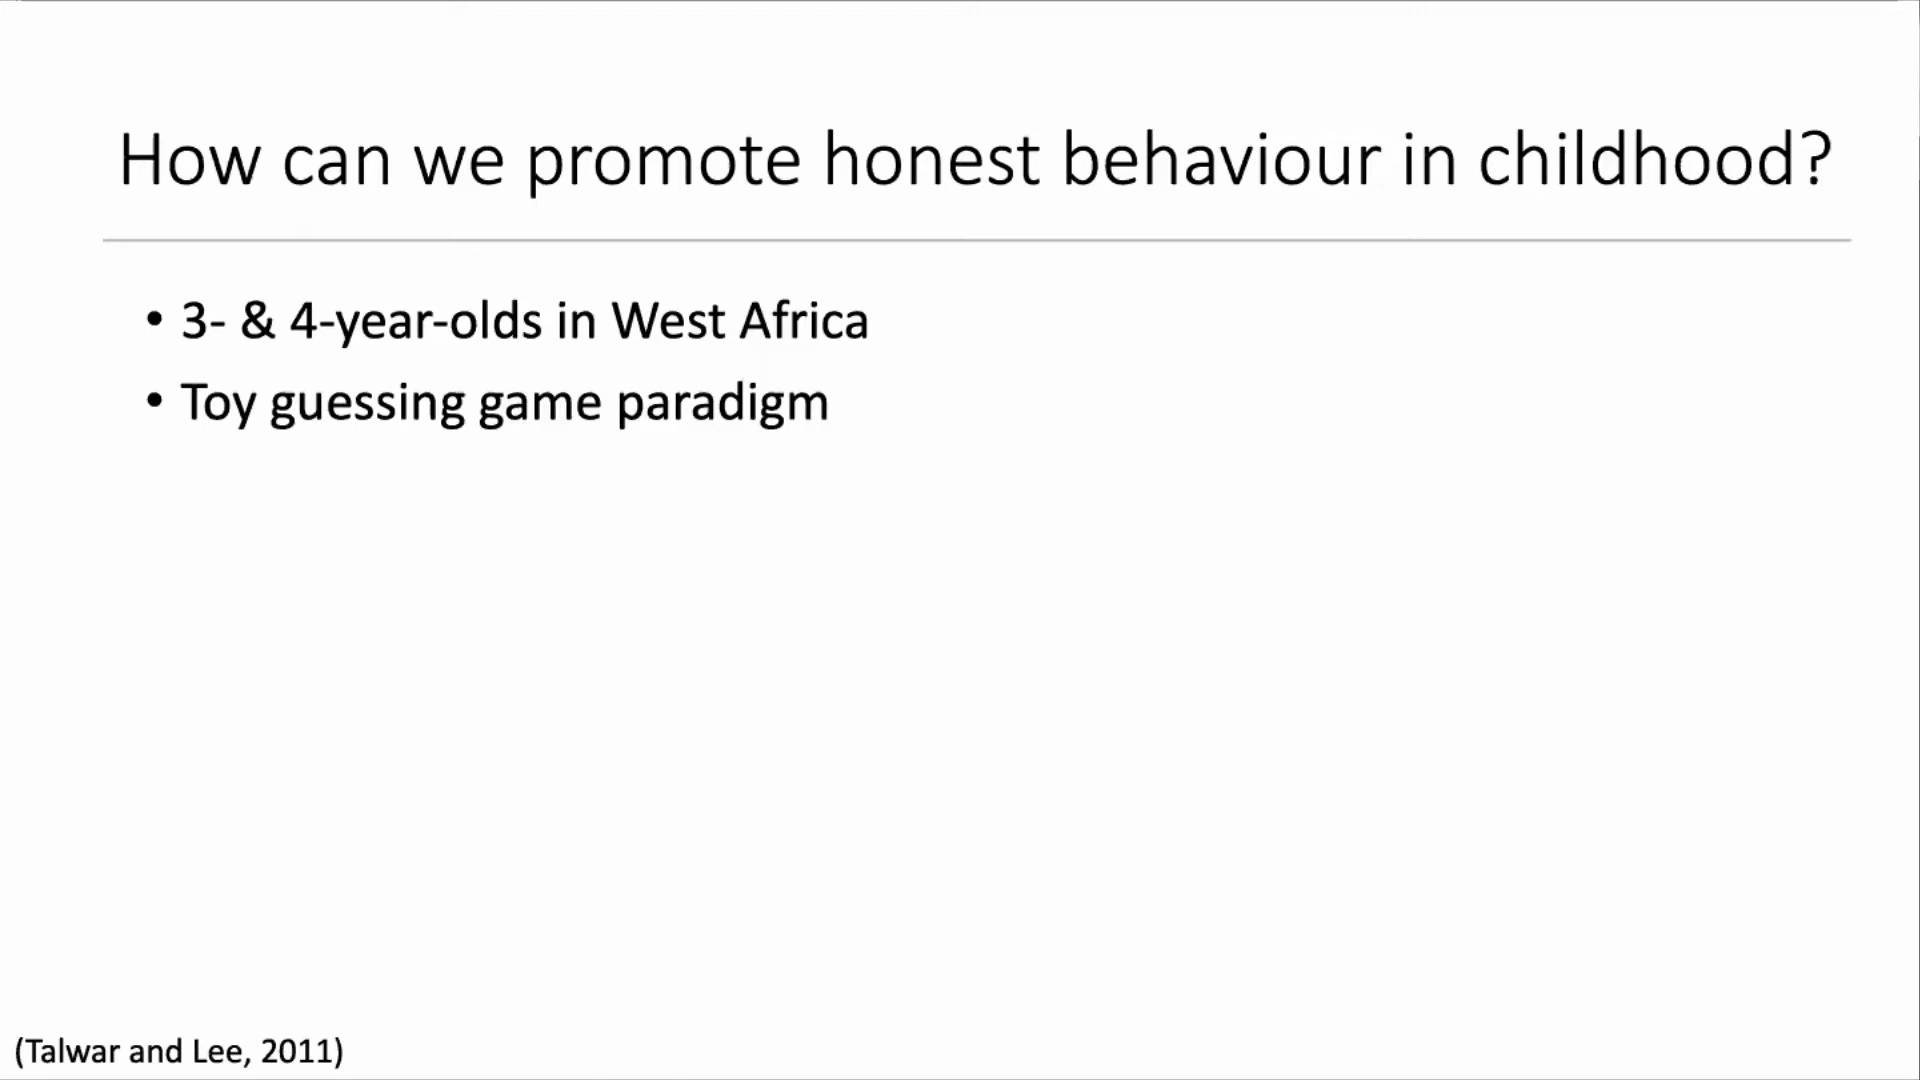 How can we promote honest behaviour in childhood?
• 3- & 4-year-olds in West Africa
• Toy guessing game paradigm
(Talwar and Lee, 2011)